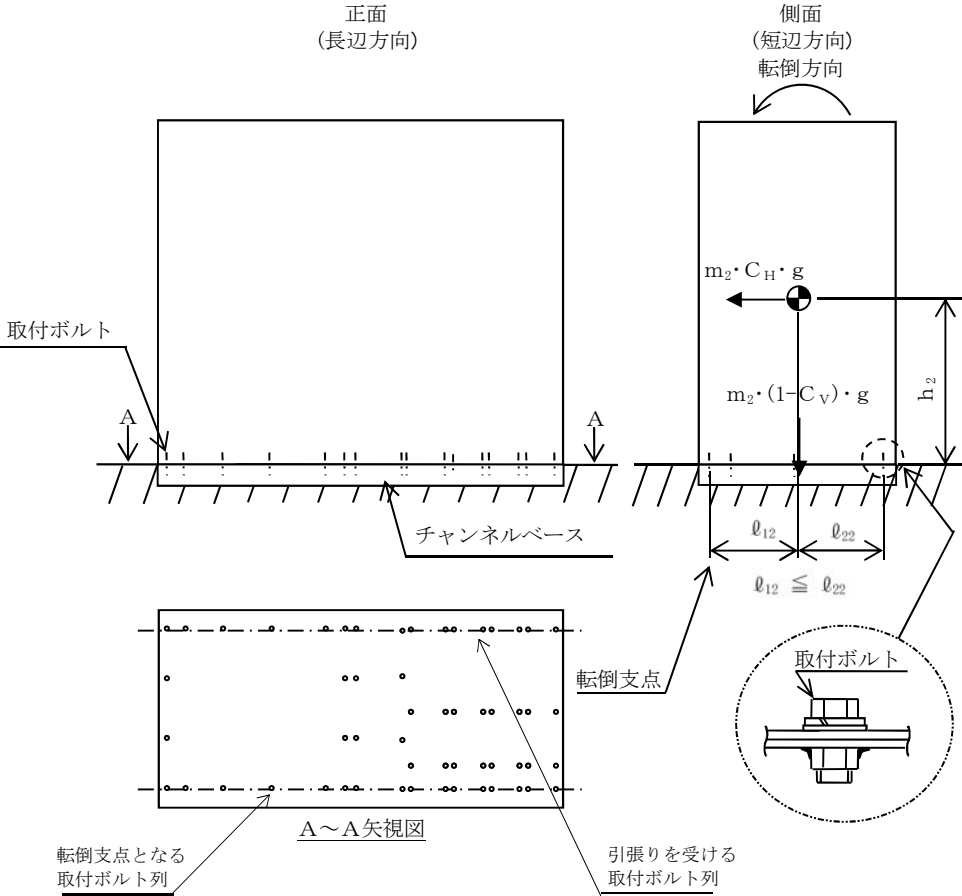 正面
(長辺方向)
側面
(短辺方向)
転倒方向
m₂・C_H・g
取付ボルト
m₂・(1-C_V)・g
h₂
A
A
チャンネルベース
ℓ₁₂
ℓ₂₂
ℓ₁₂ ≦ ℓ₂₂
転倒支点
取付ボルト
A~A矢視図
転倒支点となる
取付ボルト列
引張りを受ける
取付ボルト列